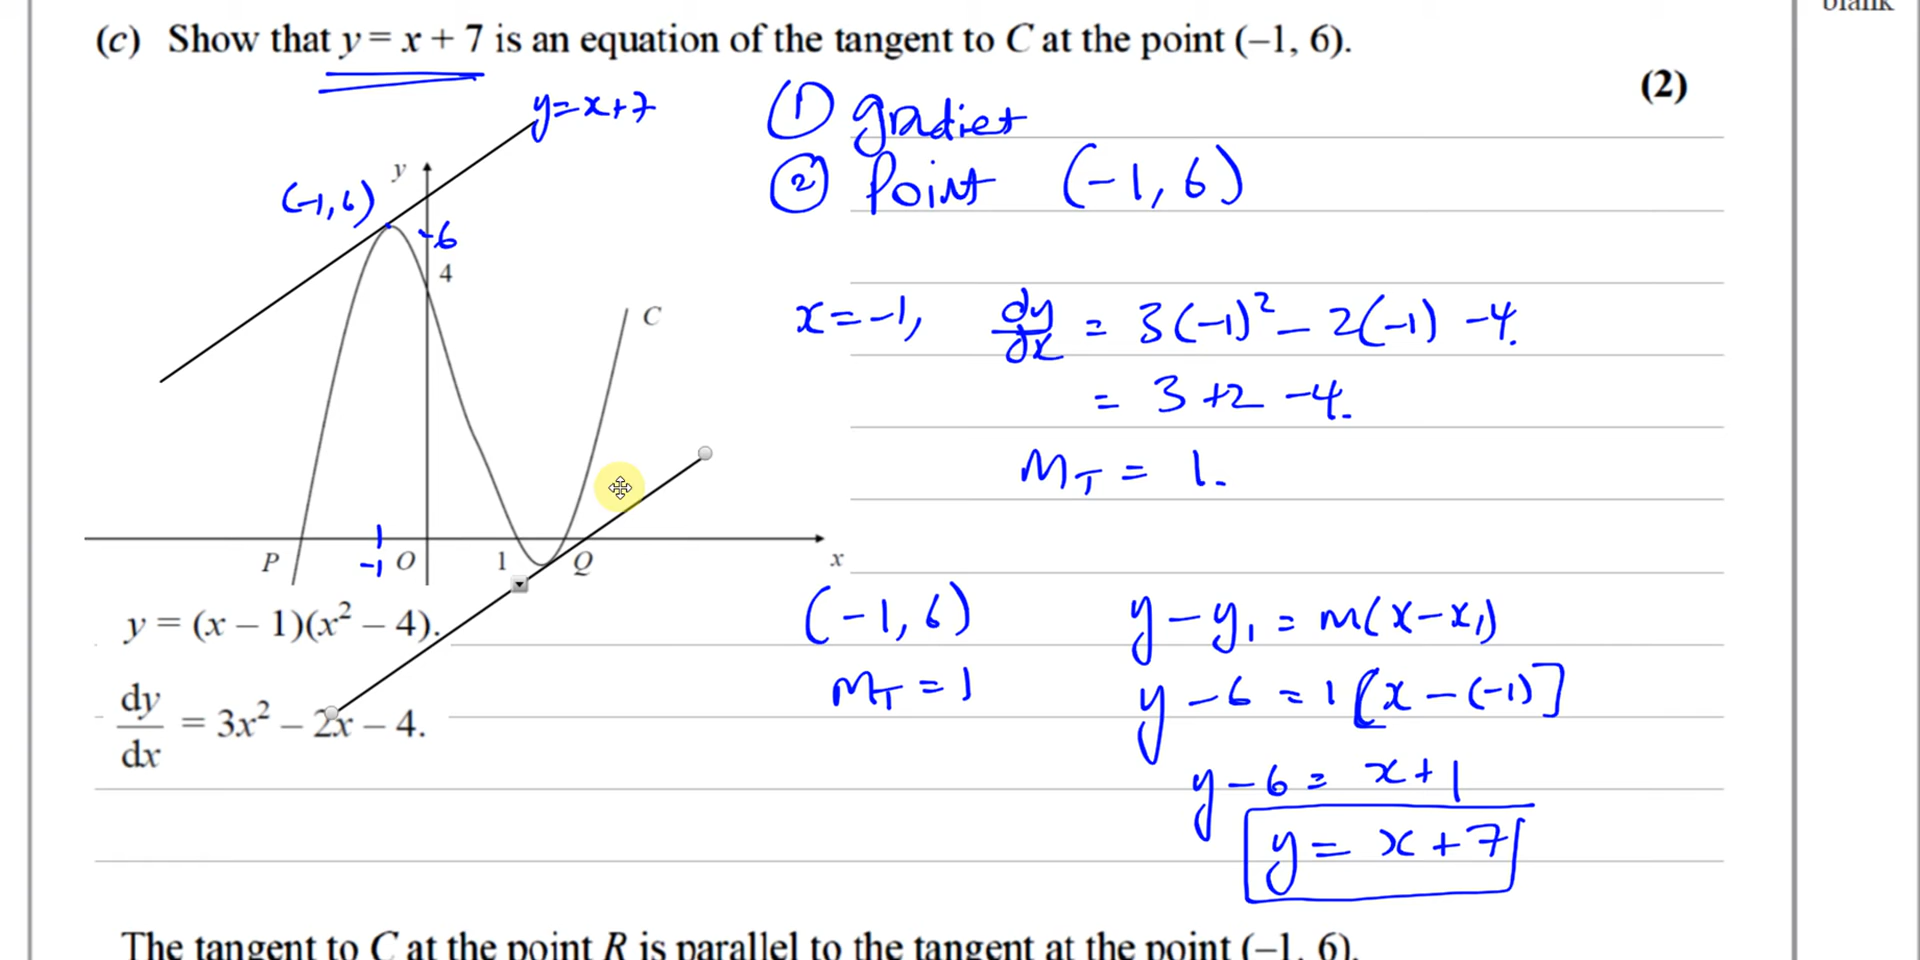 blank
(c) Show that y = x + 7 is an equation of the tangent to C at the point (–1, 6).
(2)
y=x+7
① gradiet
② Point (-1, 6)
y
(-1,6)
-6
4
C
x=-1, dy/dx = 3(-1)² - 2(-1) - 4.
= 3 +2 -4.
M_T = 1.
P -1 O 1 Q x
y = (x – 1)(x² – 4).
dy/dx = 3x² – 2x – 4.
(-1, 6)
M_T = 1
y - y₁ = m(x-x₁)
y - 6 = 1[x - (-1)]
y - 6 = x + 1
y = x + 7
The tangent to C at the point R is parallel to the tangent at the point (–1, 6).